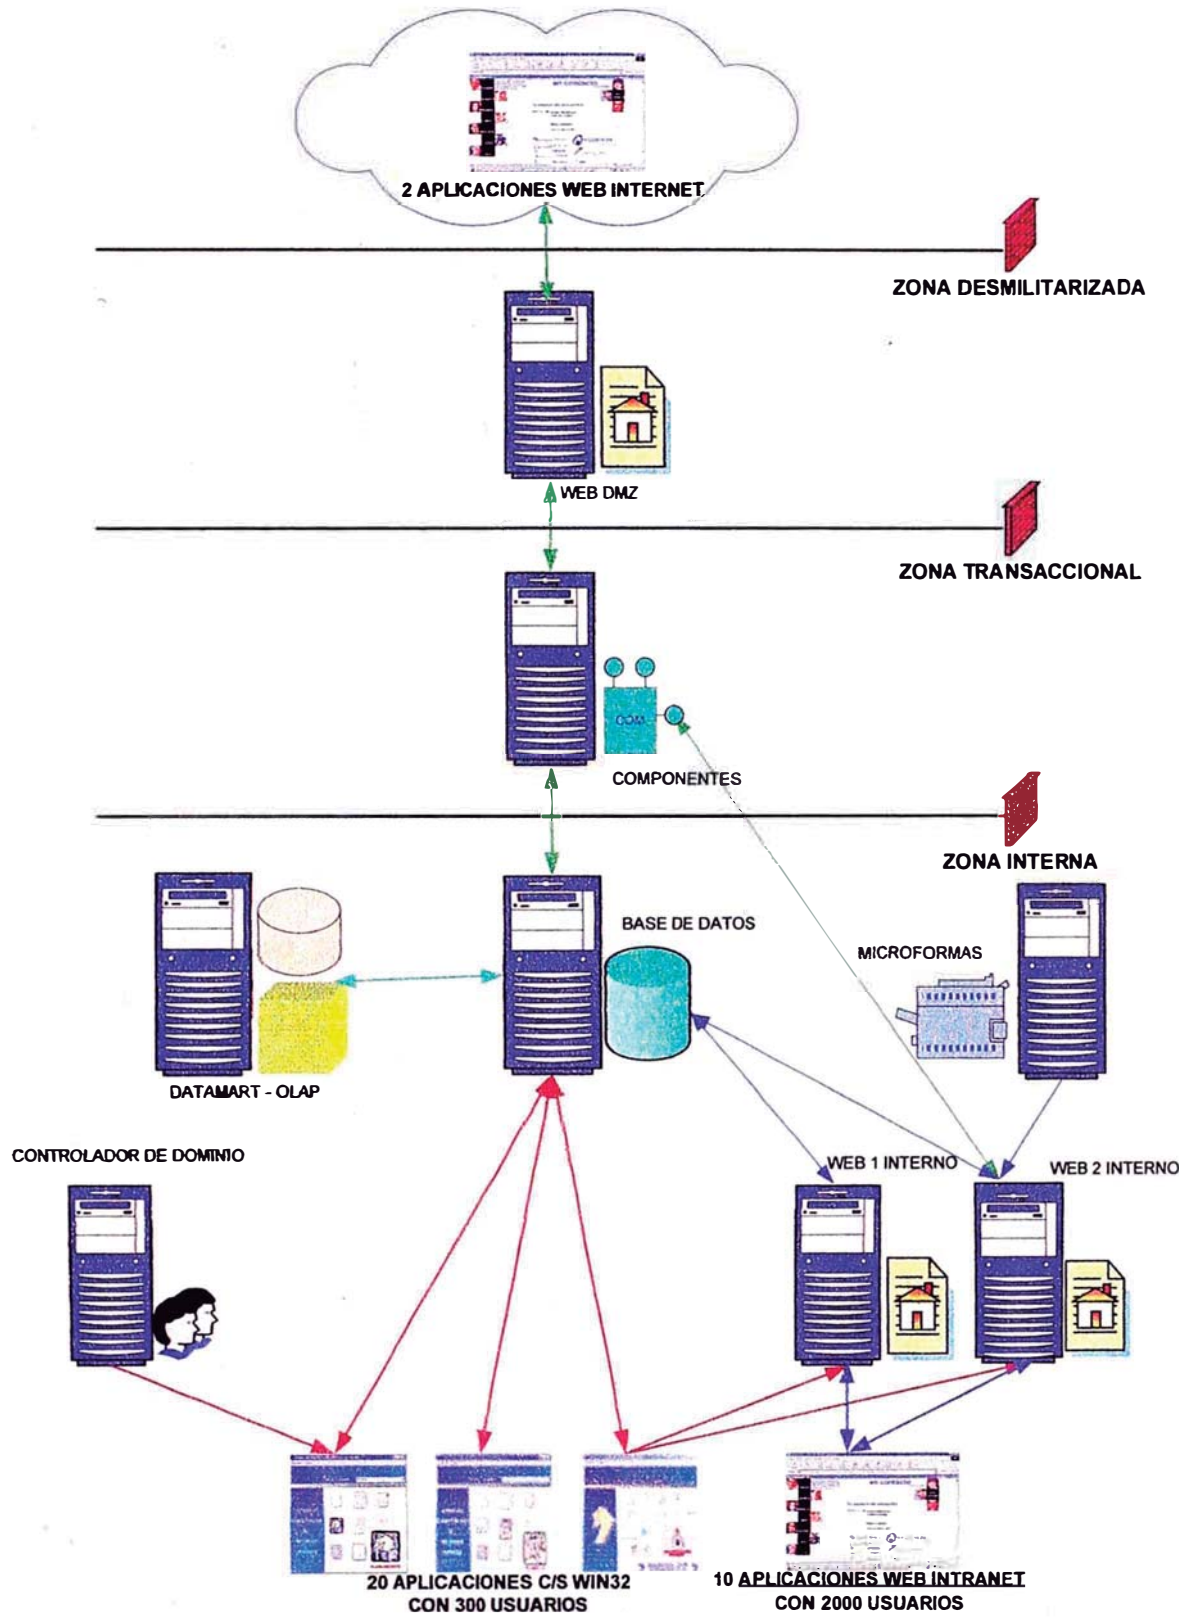 2 APLICACIONES WEB INTERNET
ZONA DESMILITARIZADA
WEB DMZ
ZONA TRANSACCIONAL
COM
COMPONENTES
ZONA INTERNA
BASE DE DATOS
MICROFORMAS
DATAMART - OLAP
CONTROLADOR DE DOMINIO
WEB 1 INTERNO
WEB 2 INTERNO
20 APLICACIONES C/S WIN32
CON 300 USUARIOS
10 APLICACIONES WEB INTRANET
CON 2000 USUARIOS